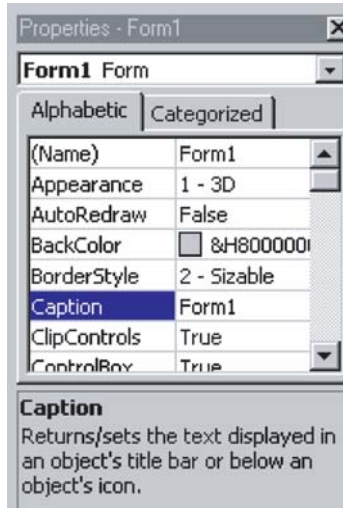 Properties - Form1
Form1 Form
Alphabetic Categorized
(Name) Form1
Appearance 1 - 3D
AutoRedraw False
BackColor &H8000000
BorderStyle 2 - Sizable
Caption Form1
ClipControls True
ControlBox True
Caption
Returns/sets the text displayed in
an object's title bar or below an
object's icon.